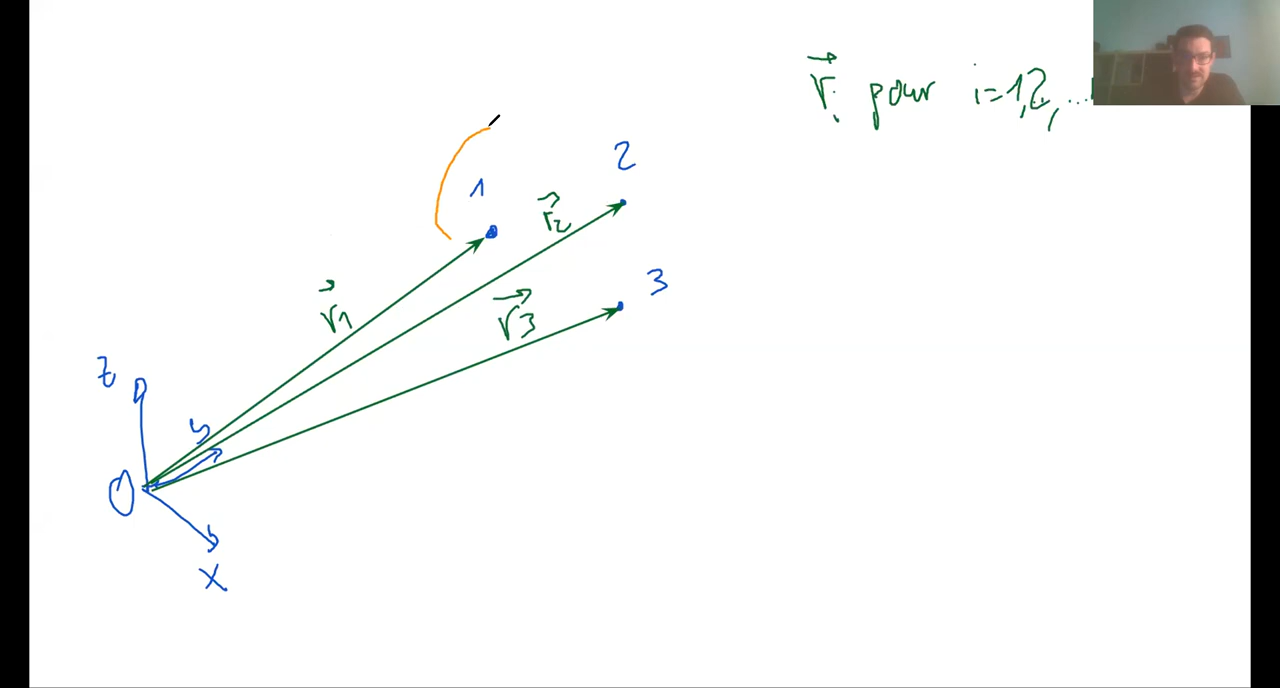 r⃗ᵢ pour i=1,2,...
2
1
r⃗₂
3
r⃗₁
r⃗₃
z
y
O
x